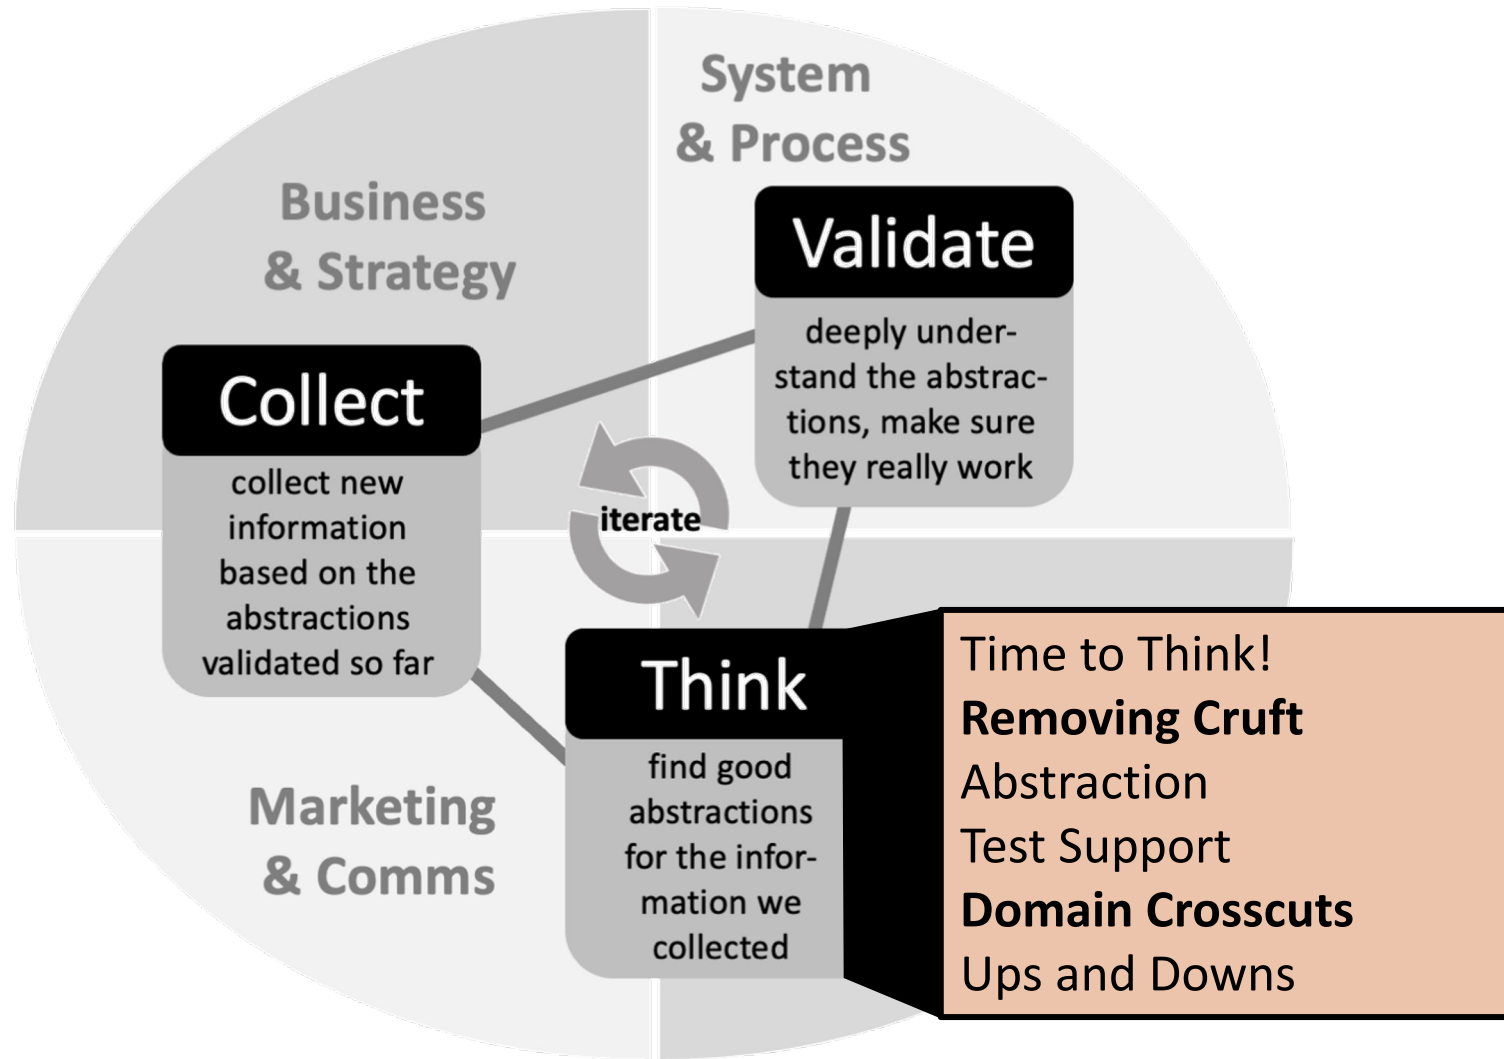 System
& Process
Business
& Strategy
Validate
deeply under-
stand the abstrac-
tions, make sure
they really work
Collect
collect new
information
based on the
abstractions
validated so far
iterate
Think
find good
abstractions
for the infor-
mation we
collected
Time to Think!
Removing Cruft
Abstraction
Test Support
Domain Crosscuts
Ups and Downs
Marketing
& Comms